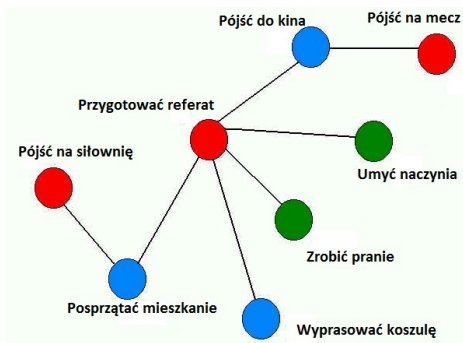 Pójść do kina
Pójść na mecz
Przygotować referat
Pójść na siłownię
Umyć naczynia
Zrobić pranie
Posprzątać mieszkanie
Wyprasować koszulę